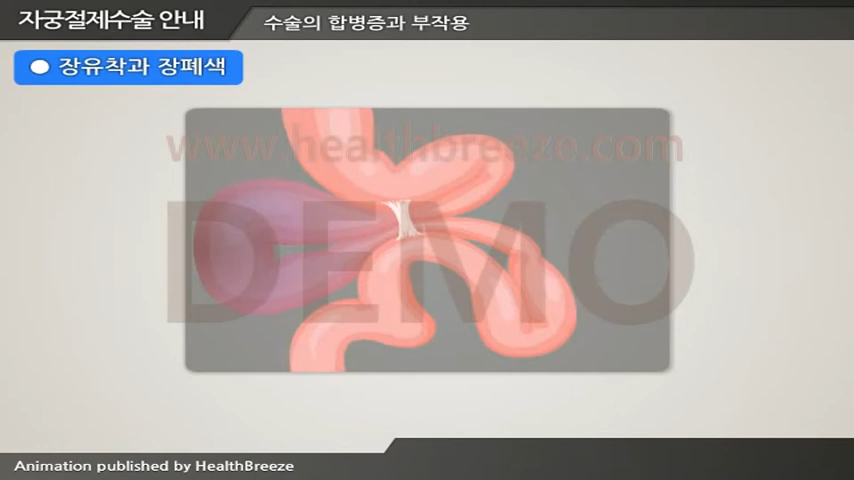 자궁절제수술 안내
수술의 합병증과 부작용
장유착과 장폐색
www.healthbreeze.com
DEMO
Animation published by HealthBreeze